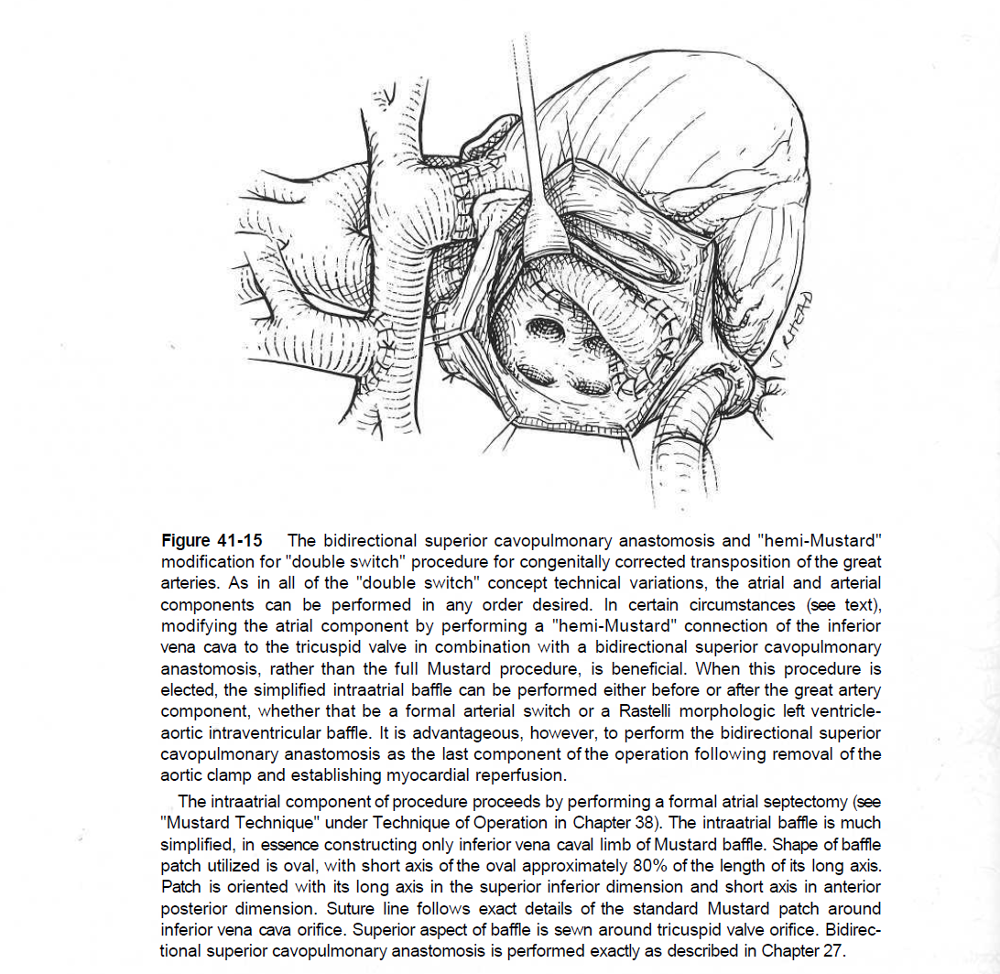 J RHEAD
Figure 41-15 The bidirectional superior cavopulmonary anastomosis and "hemi-Mustard"
modification for "double switch" procedure for congenitally corrected transposition of the great
arteries. As in all of the "double switch" concept technical variations, the atrial and arterial
components can be performed in any order desired. In certain circumstances (see text),
modifying the atrial component by performing a "hemi-Mustard" connection of the inferior
vena cava to the tricuspid valve in combination with a bidirectional superior cavopulmonary
anastomosis, rather than the full Mustard procedure, is beneficial. When this procedure is
elected, the simplified intraatrial baffle can be performed either before or after the great artery
component, whether that be a formal arterial switch or a Rastelli morphologic left ventricle-
aortic intraventricular baffle. It is advantageous, however, to perform the bidirectional superior
cavopulmonary anastomosis as the last component of the operation following removal of the
aortic clamp and establishing myocardial reperfusion.
The intraatrial component of procedure proceeds by performing a formal atrial septectomy (see
"Mustard Technique" under Technique of Operation in Chapter 38). The intraatrial baffle is much
simplified, in essence constructing only inferior vena caval limb of Mustard baffle. Shape of baffle
patch utilized is oval, with short axis of the oval approximately 80% of the length of its long axis.
Patch is oriented with its long axis in the superior inferior dimension and short axis in anterior
posterior dimension. Suture line follows exact details of the standard Mustard patch around
inferior vena cava orifice. Superior aspect of baffle is sewn around tricuspid valve orifice. Bidirec-
tional superior cavopulmonary anastomosis is performed exactly as described in Chapter 27.